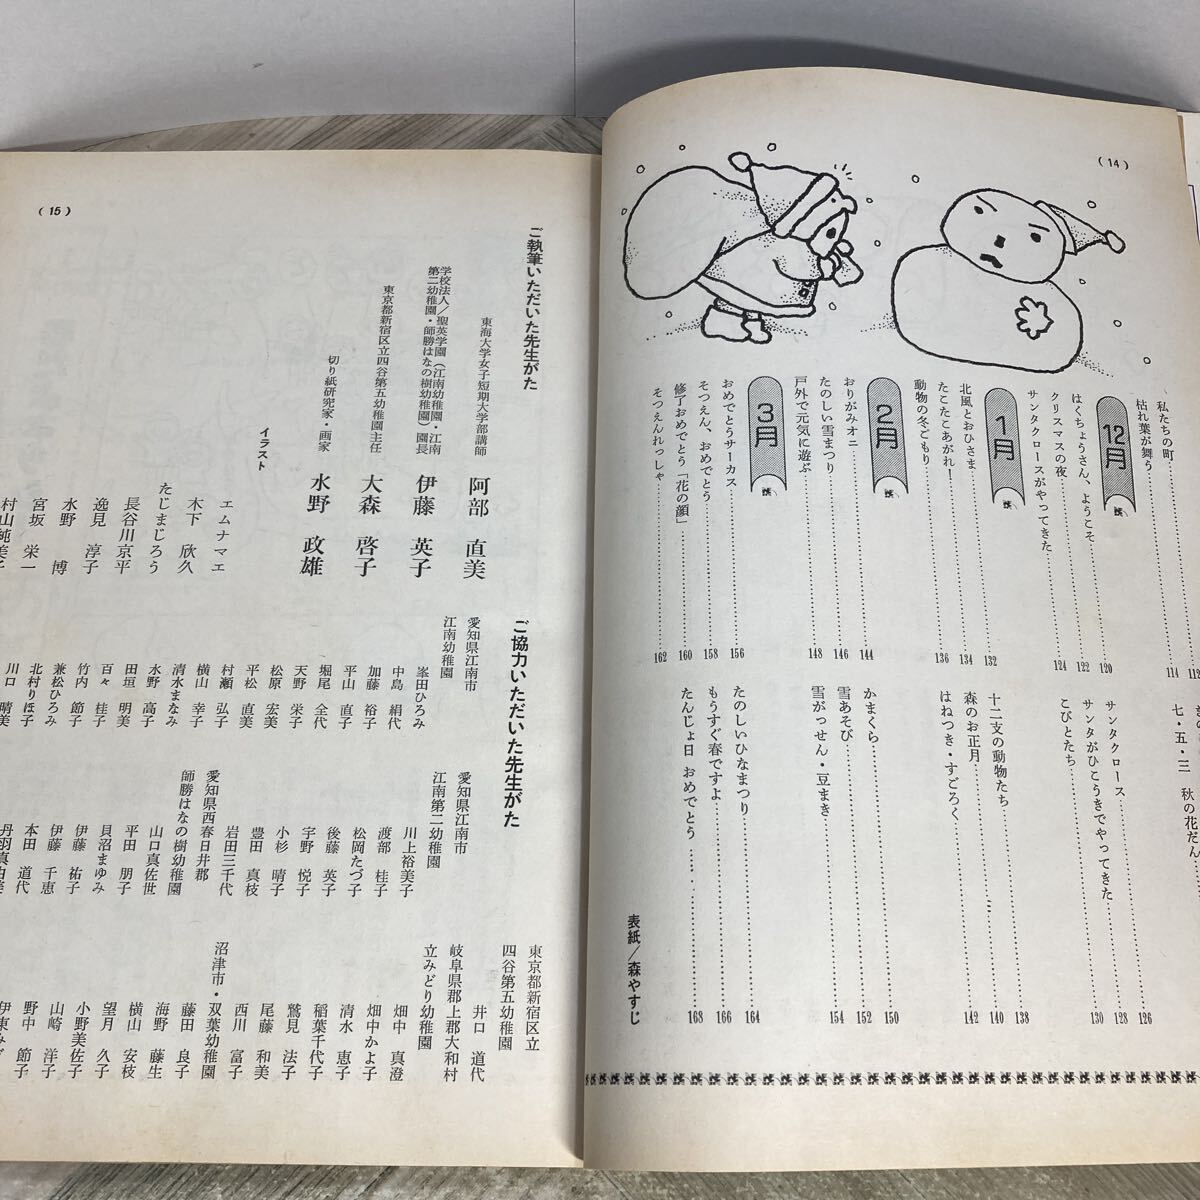 (14)
七・五・三
秋の花だん
私たちの町 112
枯れ葉が舞う 114
12月
はくちょうさん、ようこそ 120
クリスマスの夜 122
サンタクロースがやってきた 124
サンタクロース 126
サンタがひこうきでやってきた 128
こびとたち 130
1月
北風とおひさま 132
たこたこあがれ! 134
動物の冬ごもり 136
十二支の動物たち 138
森のお正月 140
はねつき・すごろく 142
2月
おりがみオニ 144
たのしい雪まつり 146
戸外で元気に遊ぶ 148
かまくら 150
雪あそび 152
雪がっせん・豆まき 154
3月
おめでとうサーカス 156
そつえん、おめでとう 158
修了おめでとう「花の顔」 160
そつえんれっしゃ 162
たのしいひなまつり 164
もうすぐ春ですよ 166
たんじょ日 おめでとう 168
表紙/森やすじ
(15)
ご執筆いただいた先生がた
東海大学女子短期大学部講師 阿部 直美
学校法人/聖英学園(江南幼稚園・江南
第二幼稚園・師勝はなの樹幼稚園)園長 伊藤 英子
東京都新宿区立四谷第五幼稚園主任 大森 啓子
切り紙研究家・画家 水野 政雄
イラスト
エムナマエ
木下 欣久
たじまじろう
長谷川京平
逸見 淳子
水野 博
宮坂 栄一
村山純美子
ご協力いただいた先生がた
愛知県江南市
江南幼稚園
峯田ひろみ
中島 絹代
加藤 裕子
平山 直子
堀尾 全代
天野 栄子
松原 宏美
平松 直美
村瀬 弘子
横山 幸子
清水まなみ
水野 高子
田垣 明美
百々 桂子
竹内 節子
兼松ひろみ
北村りほ子
川口 晴美
愛知県江南市
江南第二幼稚園
川上裕美子
渡部 桂子
松岡たづ子
後藤 英子
宇野 悦子
小杉 晴子
豊田 真枝
岩田三千代
愛知県西春日井郡
師勝はなの樹幼稚園
山口真佐世
平田 朋子
貝沼まゆみ
伊藤 祐子
伊藤 千恵
本田 道代
丹羽真由美
東京都新宿区立
四谷第五幼稚園
井口 道代
岐阜県郡上郡大和村
立みどり幼稚園
畑中 真澄
畑中かよ子
清水 恵子
稲葉千代子
鷲見 法子
尾藤 和美
西川 富子
沼津市・双葉幼稚園
藤田 良子
海野 藤生
横山 安枝
望月 久子
小野美佐子
山崎 洋子
野中 節子